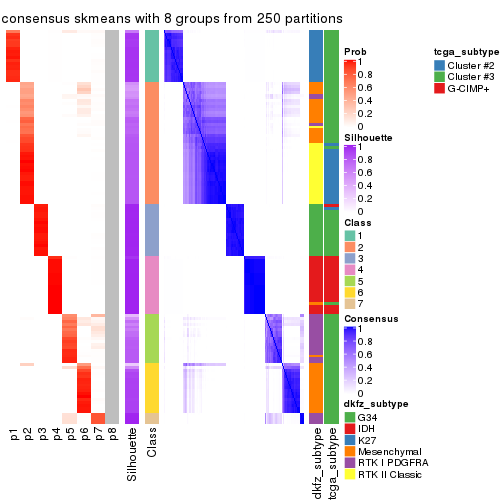 consensus skmeans with 8 groups from 250 partitions
Prob
1
0.8
0.6
0.4
0.2
0
Silhouette
1
0.8
0.6
0.4
0.2
0
Class
1
2
3
4
5
6
7
Consensus
1
0.8
0.6
0.4
0.2
0
dkfz_subtype
G34
IDH
K27
Mesenchymal
RTK I PDGFRA
RTK II Classic
tcga_subtype
Cluster #2
Cluster #3
G-CIMP+
p1
p2
p3
p4
p5
p6
p7
p8
Silhouette
Class
dkfz_subtype
tcga_subtype